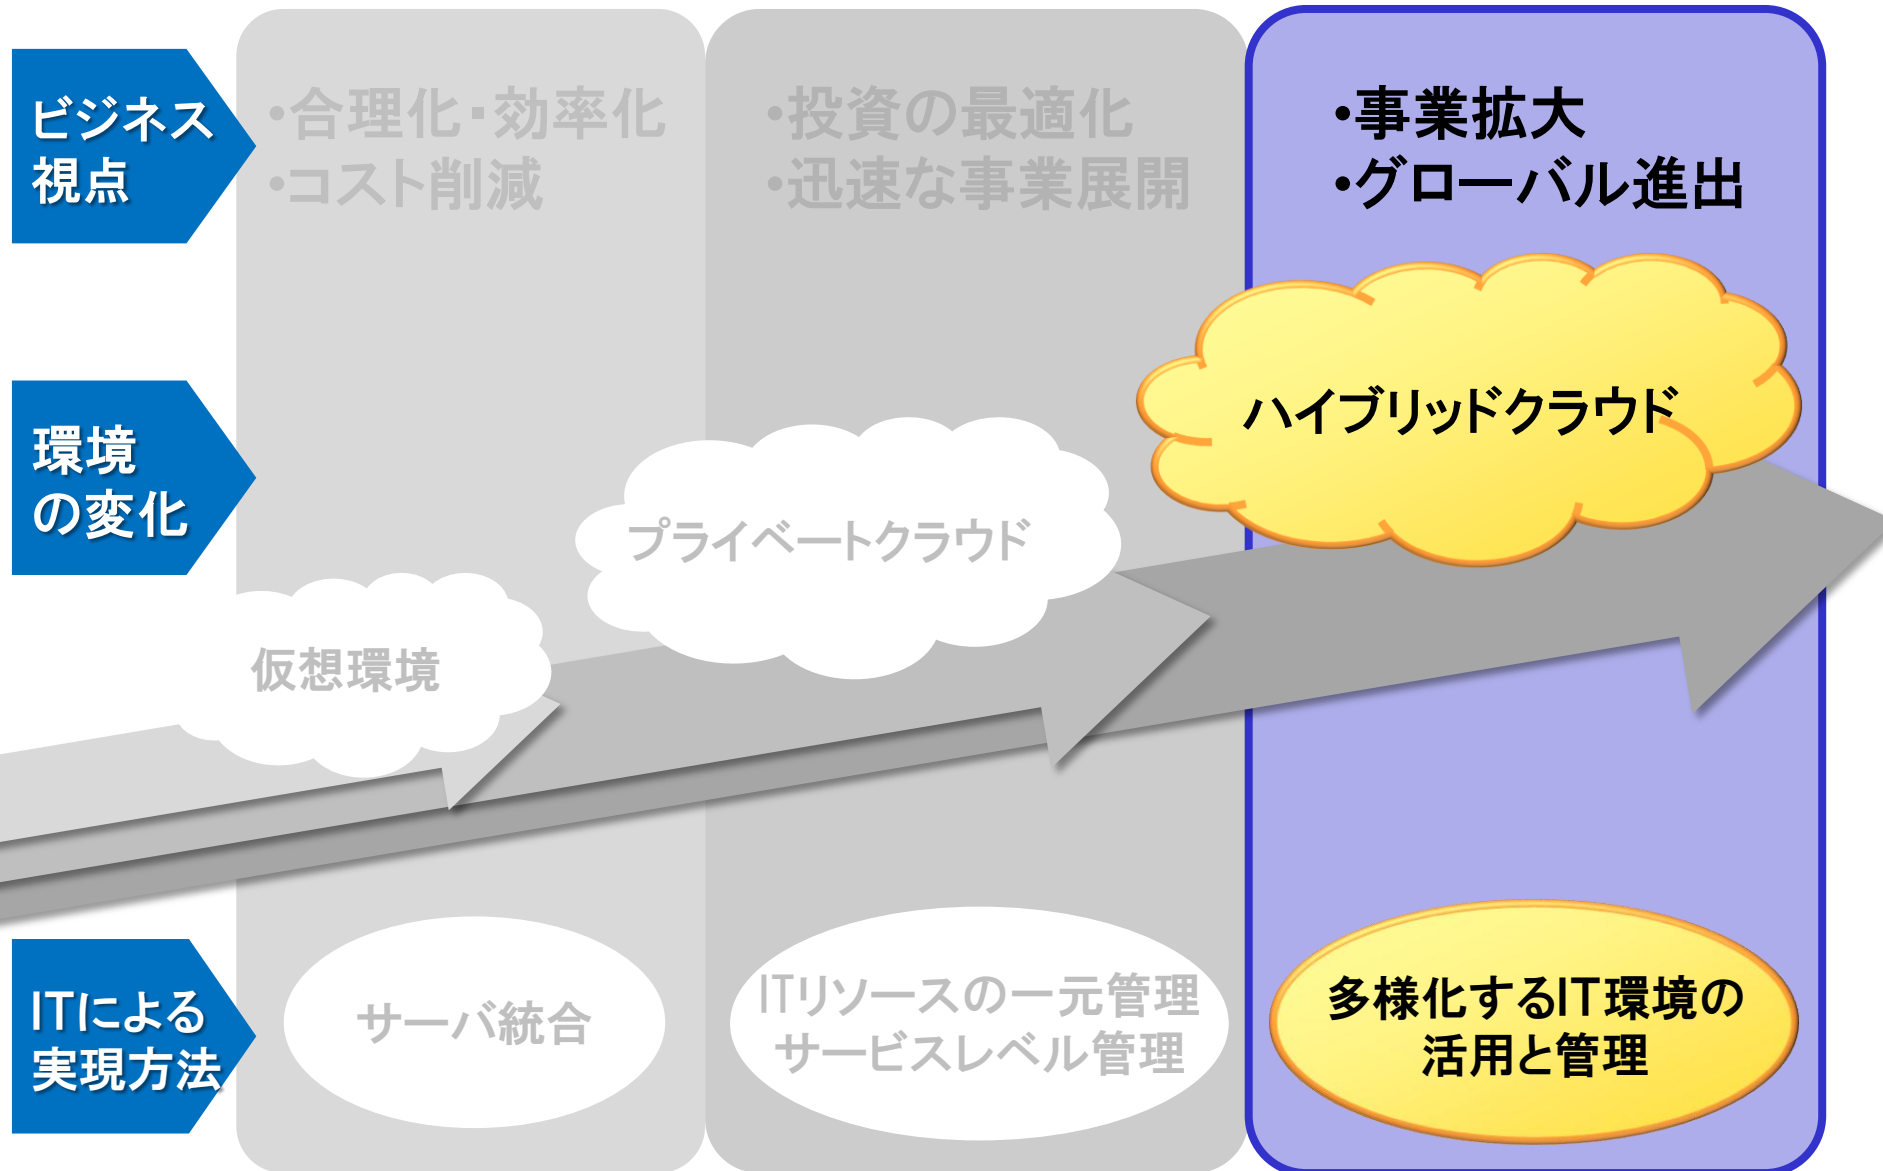 ビジネス
視点
•合理化・効率化
•コスト削減
•投資の最適化
•迅速な事業展開
•事業拡大
•グローバル進出
環境
の変化
仮想環境
プライベートクラウド
ハイブリッドクラウド
ITによる
実現方法
サーバ統合
ITリソースの一元管理
サービスレベル管理
多様化するIT環境の
活用と管理